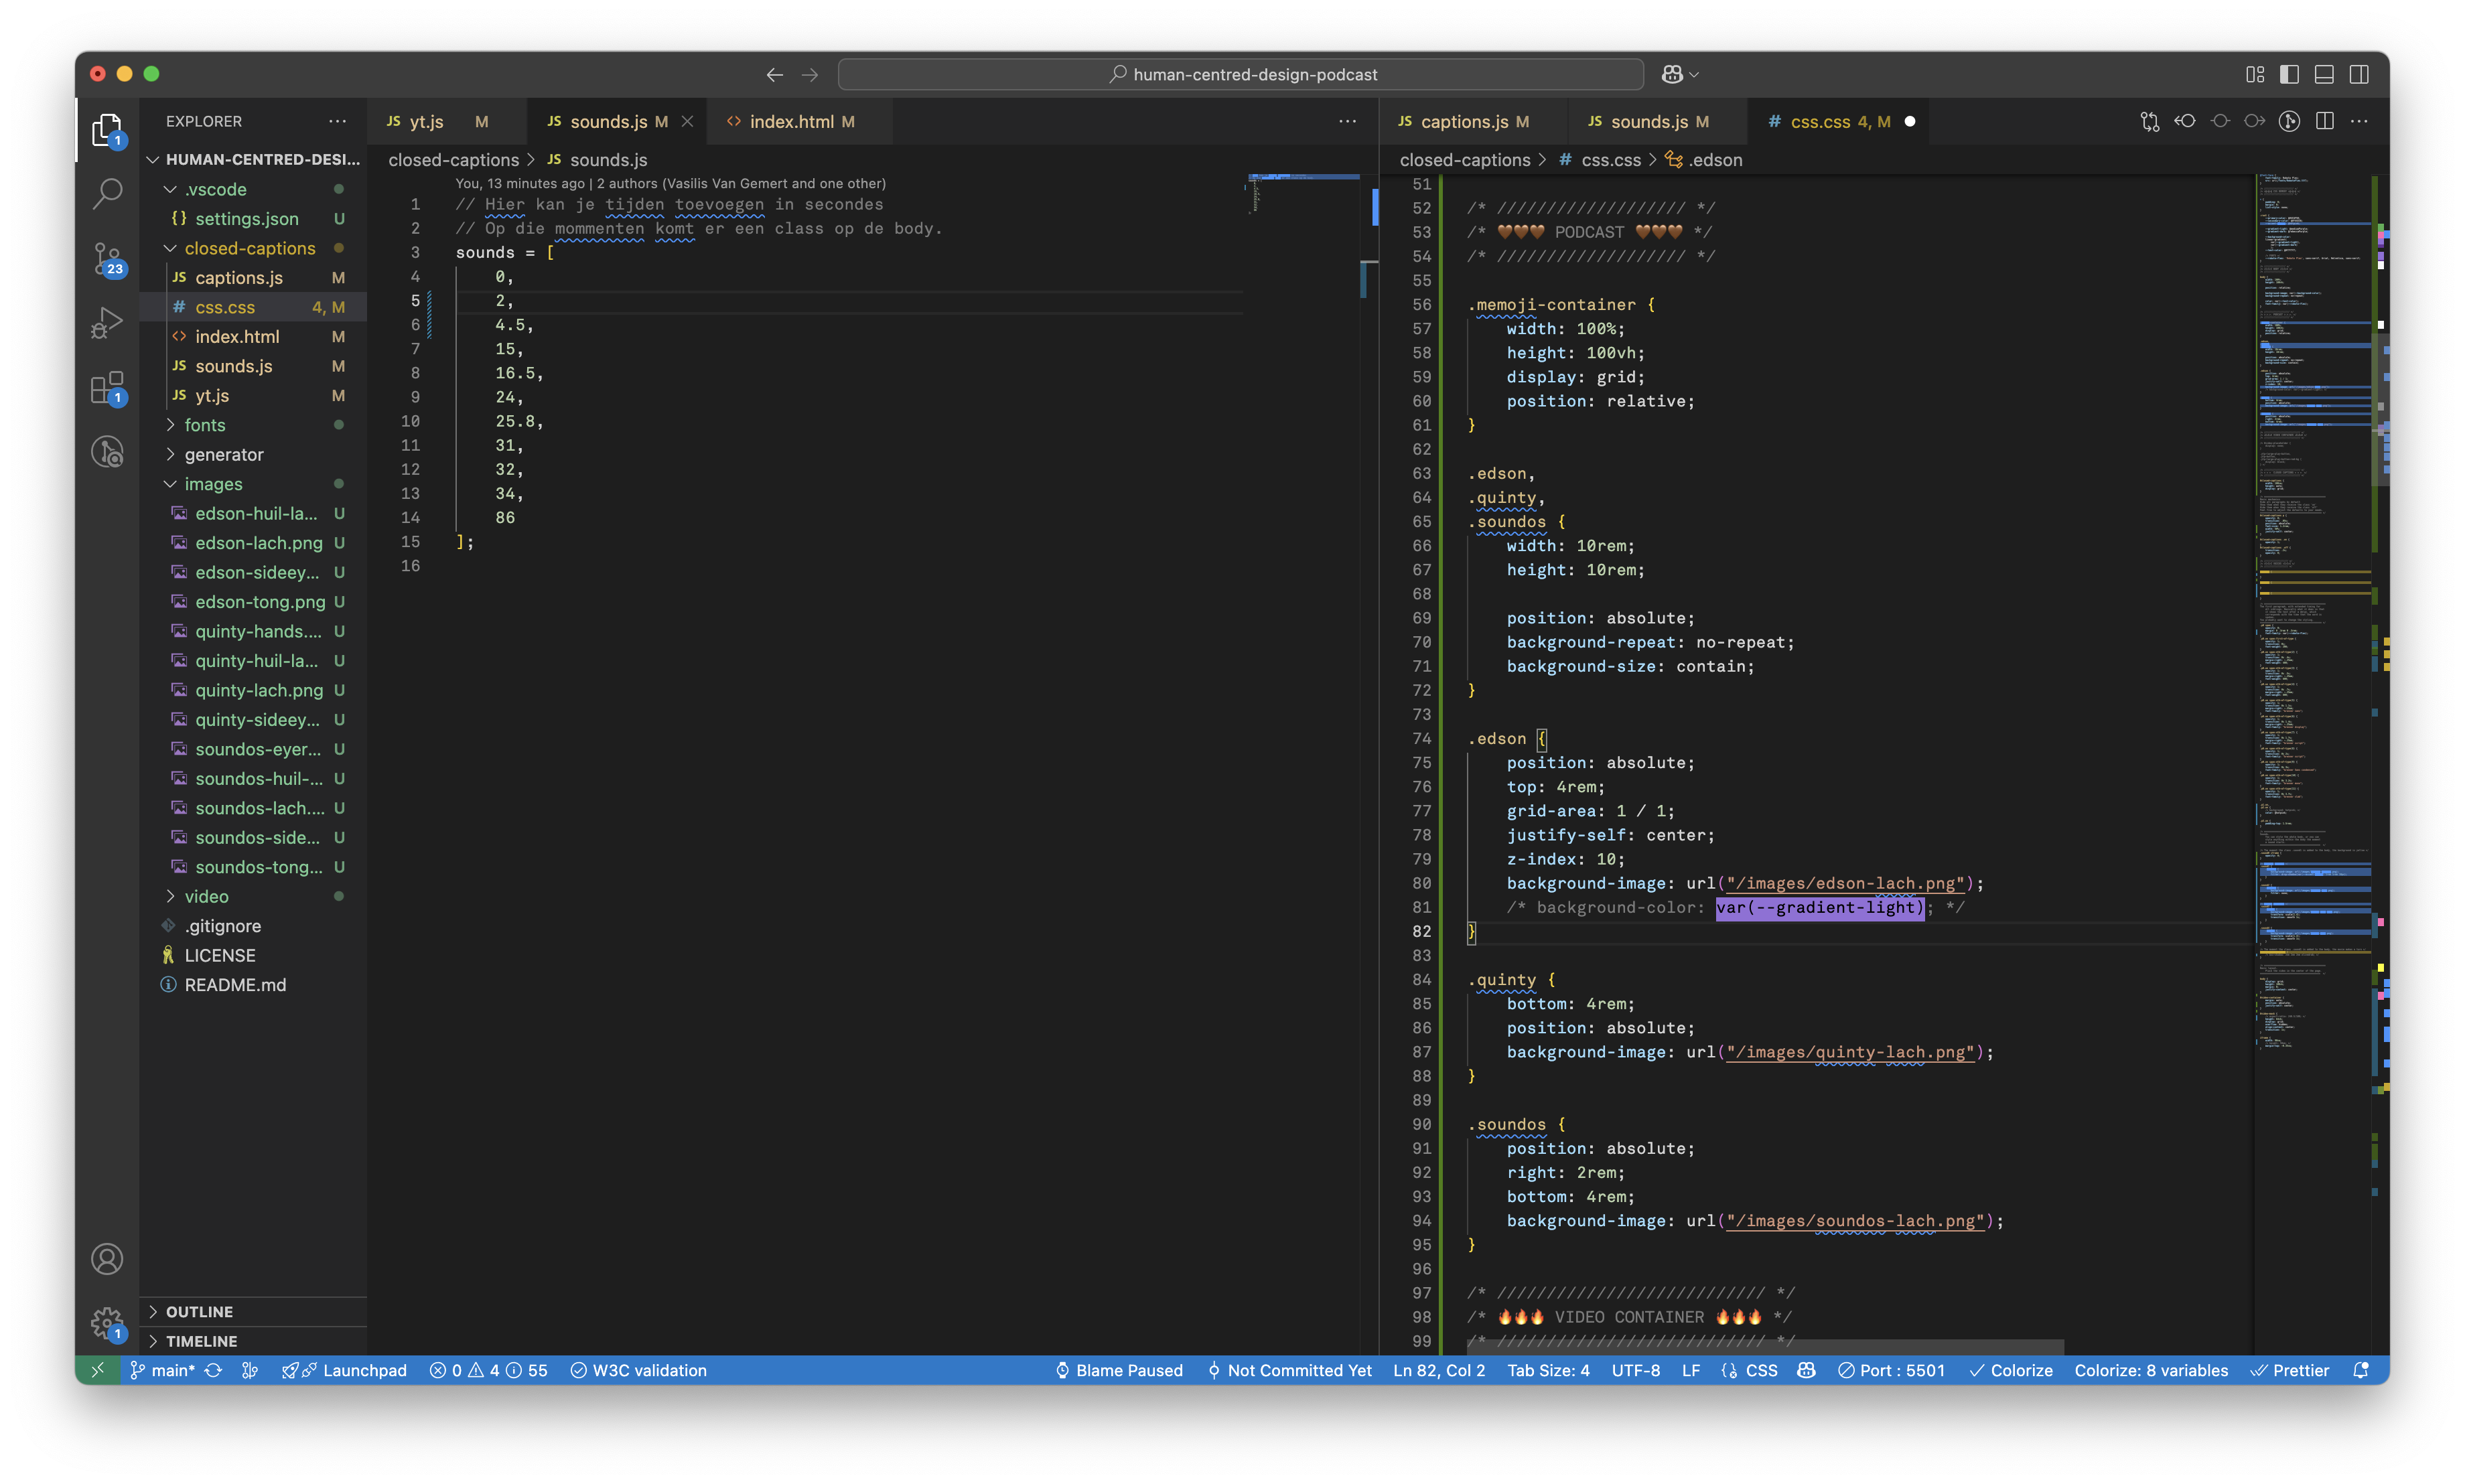 human-centred-design-podcast
EXPLORER
HUMAN-CENTRED-DESI...
.vscode
{} settings.json U
closed-captions
JS captions.js M
# css.css 4, M
<> index.html M
JS sounds.js M
JS yt.js M
fonts
generator
images
edson-huil-la... U
edson-lach.png U
edson-sideey... U
edson-tong.png U
quinty-hands.... U
quinty-huil-la... U
quinty-lach.png U
quinty-sideey... U
soundos-eyer... U
soundos-huil-... U
soundos-lach.... U
soundos-side... U
soundos-tong... U
video
.gitignore
LICENSE
README.md
OUTLINE
TIMELINE
1
23
1
1
JS yt.js M
JS sounds.js M
<> index.html M
closed-captions > JS sounds.js
You, 13 minutes ago | 2 authors (Vasilis Van Gemert and one other)
1 // Hier kan je tijden toevoegen in secondes
2 // Op die mommenten komt er een class op de body.
3 sounds = [
4 0,
5 2,
6 4.5,
7 15,
8 16.5,
9 24,
10 25.8,
11 31,
12 32,
13 34,
14 86
15 ];
16
JS captions.js M
JS sounds.js M
# css.css 4, M
closed-captions > # css.css > .edson
51
52 /* /////////////////// */
53 /* 🤎🤎🤎 PODCAST 🤎🤎🤎 */
54 /* /////////////////// */
55
56 .memoji-container {
57 width: 100%;
58 height: 100vh;
59 display: grid;
60 position: relative;
61 }
62
63 .edson,
64 .quinty,
65 .soundos {
66 width: 10rem;
67 height: 10rem;
68
69 position: absolute;
70 background-repeat: no-repeat;
71 background-size: contain;
72 }
73
74 .edson {
75 position: absolute;
76 top: 4rem;
77 grid-area: 1 / 1;
78 justify-self: center;
79 z-index: 10;
80 background-image: url("/images/edson-lach.png");
81 /* background-color: var(--gradient-light); */
82 }
83
84 .quinty {
85 bottom: 4rem;
86 position: absolute;
87 background-image: url("/images/quinty-lach.png");
88 }
89
90 .soundos {
91 position: absolute;
92 right: 2rem;
93 bottom: 4rem;
94 background-image: url("/images/soundos-lach.png");
95 }
96
97 /* /////////////////////////// */
98 /* 🔥🔥🔥 VIDEO CONTAINER 🔥🔥🔥 */
99 /* /////////////////////////// */
main* Launchpad 0 4 55 W3C validation Blame Paused Not Committed Yet Ln 82, Col 2 Tab Size: 4 UTF-8 LF CSS Port : 5501 Colorize Colorize: 8 variables Prettier